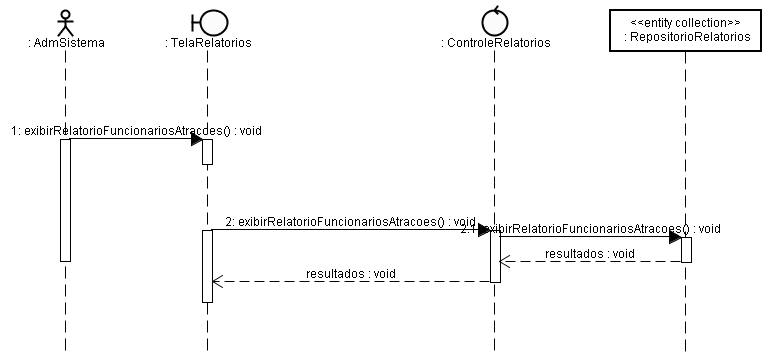 <<entity collection>>
: AdmSistema
: TelaRelatorios
: ControleRelatorios
: RepositorioRelatorios
1: exibirRelatorioFuncionariosAtracoes() : void
2: exibirRelatorioFuncionariosAtracoes() : void
2.1: exibirRelatorioFuncionariosAtracoes() : void
resultados : void
resultados : void